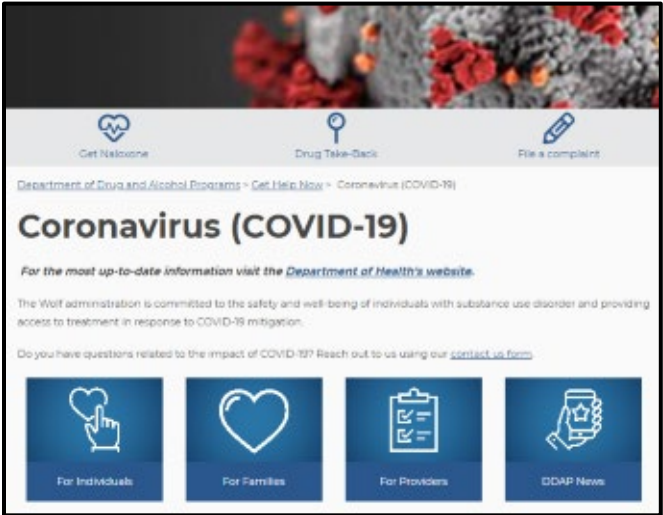 Get Naloxone
Drug Take-Back
File a complaint
Department of Drug and Alcohol Programs > Get Help Now > Coronavirus (COVID-19)
Coronavirus (COVID-19)
For the most up-to-date information visit the Department of Health's website.
The Wolf administration is committed to the safety and well-being of individuals with substance use disorder and providing
access to treatment in response to COVID-19 mitigation.
Do you have questions related to the impact of COVID-19? Reach out to us using our contact us form.
For Individuals
For Families
For Providers
DDAP News